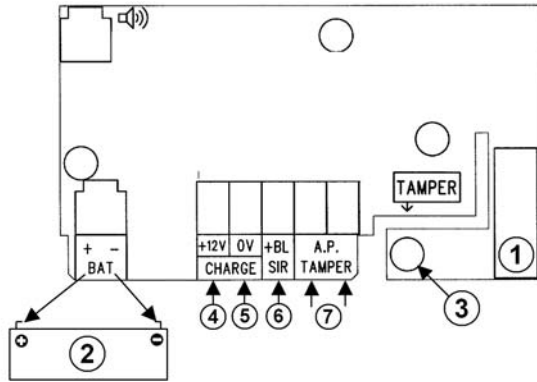 TAMPER
1
+12V 0V +BL A.P.
+ - BAT
CHARGE SIR TAMPER
3
4 5 6 7
+ 2 -